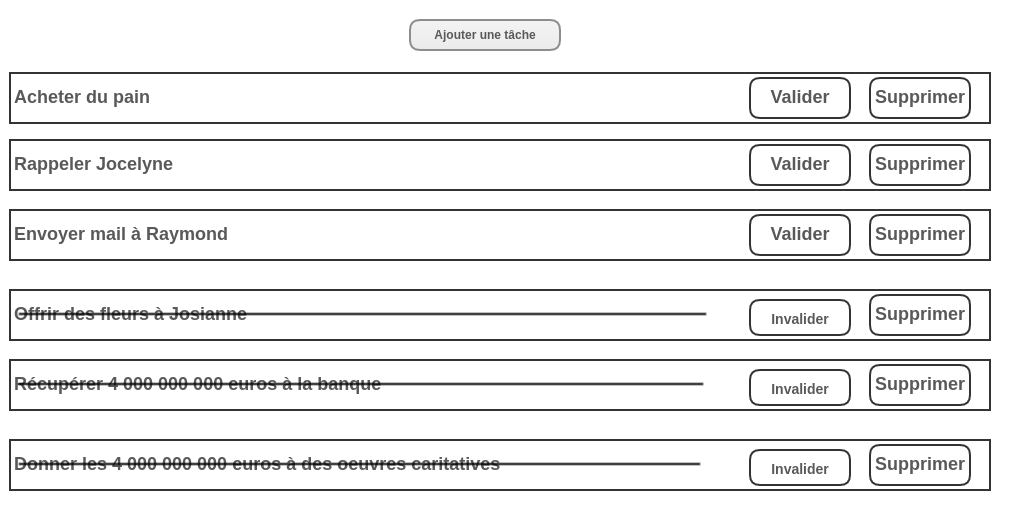 Ajouter une tâche
Acheter du pain Valider Supprimer
Rappeler Jocelyne Valider Supprimer
Envoyer mail à Raymond Valider Supprimer
Offrir des fleurs à Josianne Invalider Supprimer
Récupérer 4 000 000 000 euros à la banque Invalider Supprimer
Donner les 4 000 000 000 euros à des oeuvres caritatives Invalider Supprimer